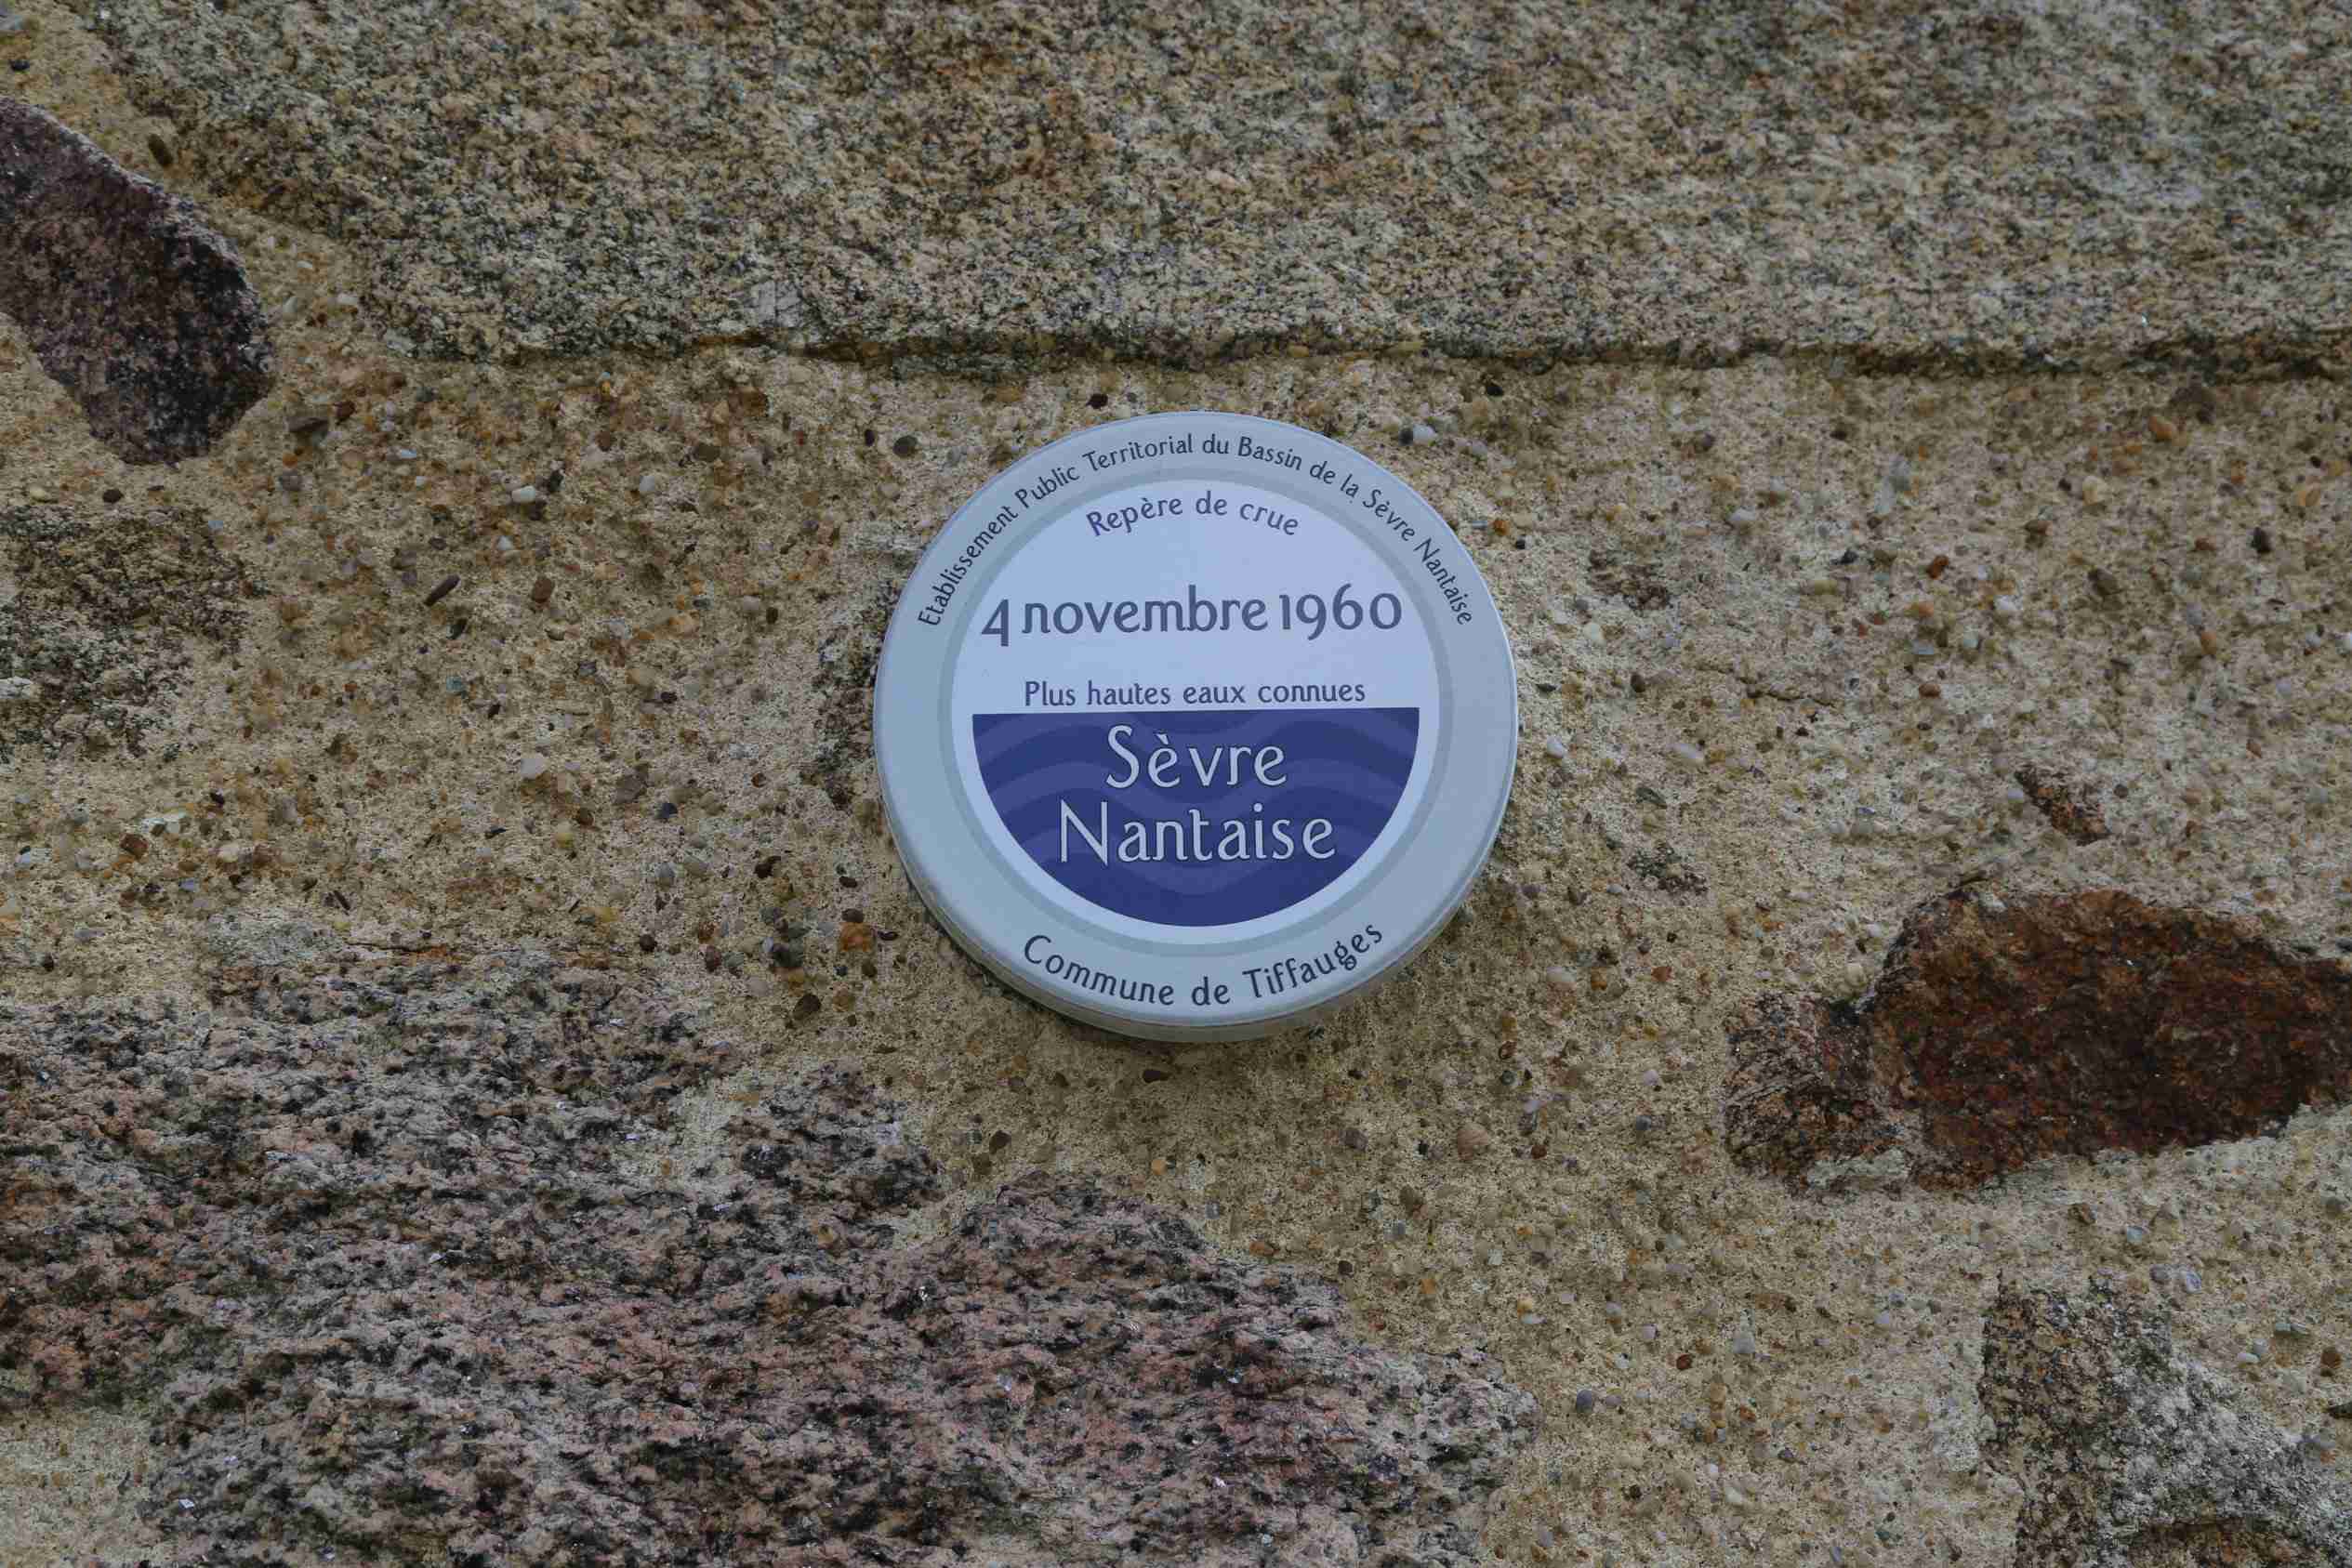 Etablissement Public Territorial du Bassin de la Sèvre Nantaise
Repère de crue
4 novembre 1960
Plus hautes eaux connues
Sèvre
Nantaise
Commune de Tiffauges